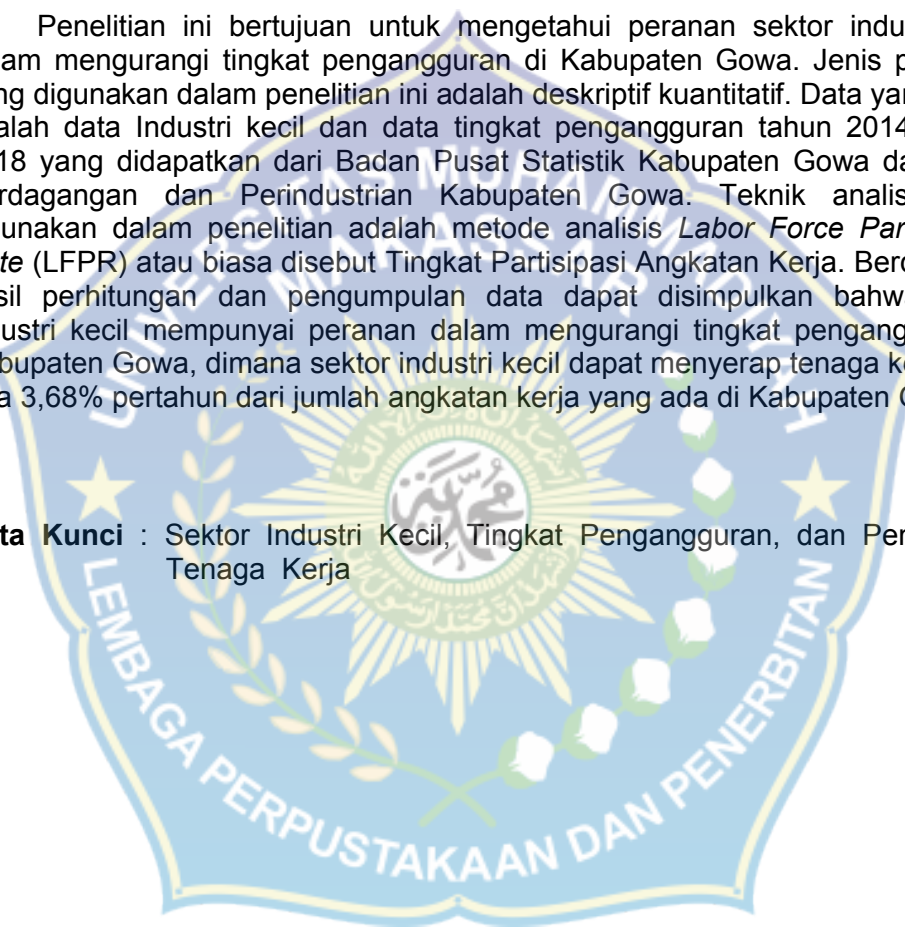 Penelitian ini bertujuan untuk mengetahui peranan sektor indu
am mengurangi tingkat pengangguran di Kabupaten Gowa. Jenis p
ng digunakan dalam penelitian ini adalah deskriptif kuantitatif. Data yan
alah data Industri kecil dan data tingkat pengangguran tahun 2014
18 yang didapatkan dari Badan Pusat Statistik Kabupaten Gowa da
rdagangan dan Perindustrian Kabupaten Gowa. Teknik analis
unakan dalam penelitian adalah metode analisis Labor Force Par
te (LFPR) atau biasa disebut Tingkat Partisipasi Angkatan Kerja. Berd
sil perhitungan dan pengumpulan data dapat disimpulkan bahwa
ustri kecil mempunyai peranan dalam mengurangi tingkat pengang
bupaten Gowa, dimana sektor industri kecil dapat menyerap tenaga ke
a 3,68% pertahun dari jumlah angkatan kerja yang ada di Kabupaten G
ta Kunci : Sektor Industri Kecil, Tingkat Pengangguran, dan Per
Tenaga Kerja
UNIVERSITAS MUHAMMADIYAH
MAKASSAR
LEMBAGA PERPUSTAKAAN DAN PENERBITAN